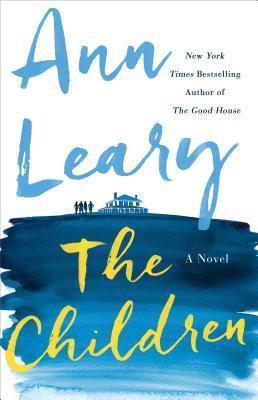 Ann
New York
Times Bestselling
Author of
The Good House
Leary
The
A Novel
Children